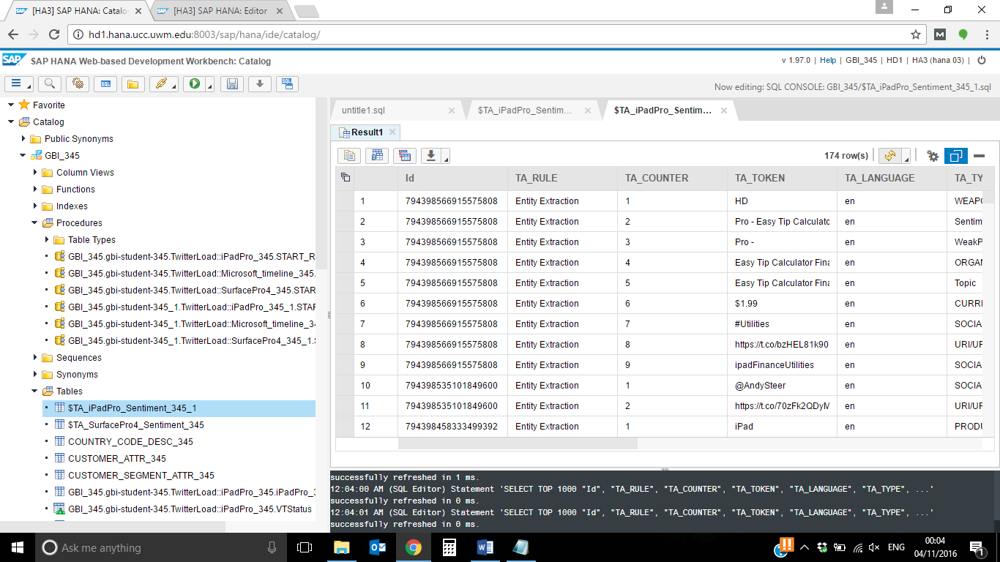 [HA3] SAP HANA: Catalo
[HA3] SAP HANA: Editor
hd1.hana.ucc.uwm.edu:8003/sap/hana/ide/catalog/
SAP SAP HANA Web-based Development Workbench: Catalog
v 1.97.0 | Help | GBI_345 | HD1 | HA3 (hana 03) |
Now editing: SQL CONSOLE: GBI_345/$TA_iPadPro_Sentiment_345_1.sql
Favorite
Catalog
Public Synonyms
GBI_345
Column Views
Functions
Indexes
Procedures
Table Types
GBI_345.gbi-student-345.TwitterLoad::iPadPro_345.START_R
GBI_345.gbi-student-345.TwitterLoad::Microsoft_timeline_345.
GBI_345.gbi-student-345.TwitterLoad::SurfacePro4_345.STAR
GBI_345.gbi-student-345_1.TwitterLoad::iPadPro_345_1.STAR
GBI_345.gbi-student-345_1.TwitterLoad::Microsoft_timeline_34
GBI_345.gbi-student-345_1.TwitterLoad::SurfacePro4_345_1.S
Sequences
Synonyms
Tables
$TA_iPadPro_Sentiment_345_1
$TA_SurfacePro4_Sentiment_345
COUNTRY_CODE_DESC_345
CUSTOMER_ATTR_345
CUSTOMER_SEGMENT_ATTR_345
GBI_345.gbi-student-345.TwitterLoad::iPadPro_345.iPadPro_3
GBI_345.gbi-student-345.TwitterLoad::iPadPro_345.VTStatus
untitle1.sql
$TA_iPadPro_Sentim...
$TA_iPadPro_Sentim...
Result1
174 row(s)
Id TA_RULE TA_COUNTER TA_TOKEN TA_LANGUAGE TA_TY
1 794398566915575808 Entity Extraction 1 HD en WEAPO
2 794398566915575808 Entity Extraction 2 Pro - Easy Tip Calculato en Sentim
3 794398566915575808 Entity Extraction 3 Pro - en WeakP
4 794398566915575808 Entity Extraction 4 Easy Tip Calculator Fina en ORGAN
5 794398566915575808 Entity Extraction 5 Easy Tip Calculator Fina en Topic
6 794398566915575808 Entity Extraction 6 $1.99 en CURRE
7 794398566915575808 Entity Extraction 7 #Utilities en SOCIA
8 794398566915575808 Entity Extraction 8 https://t.co/bzHEL81k90 en URI/UR
9 794398566915575808 Entity Extraction 9 ipadFinanceUtilities en SOCIA
10 794398535101849600 Entity Extraction 1 @AndySteer en SOCIA
11 794398535101849600 Entity Extraction 2 https://t.co/70zFk2QDyM en URI/UR
12 794398458333499392 Entity Extraction 1 iPad en PRODU
successfully refreshed in 1 ms.
12:04:00 AM (SQL Editor) Statement 'SELECT TOP 1000 "Id", "TA_RULE", "TA_COUNTER", "TA_TOKEN", "TA_LANGUAGE", "TA_TYPE", ...'
successfully refreshed in 0 ms.
12:04:01 AM (SQL Editor) Statement 'SELECT TOP 1000 "Id", "TA_RULE", "TA_COUNTER", "TA_TOKEN", "TA_LANGUAGE", "TA_TYPE", ...'
successfully refreshed in 0 ms.
Ask me anything
ENG
00:04
04/11/2016
1